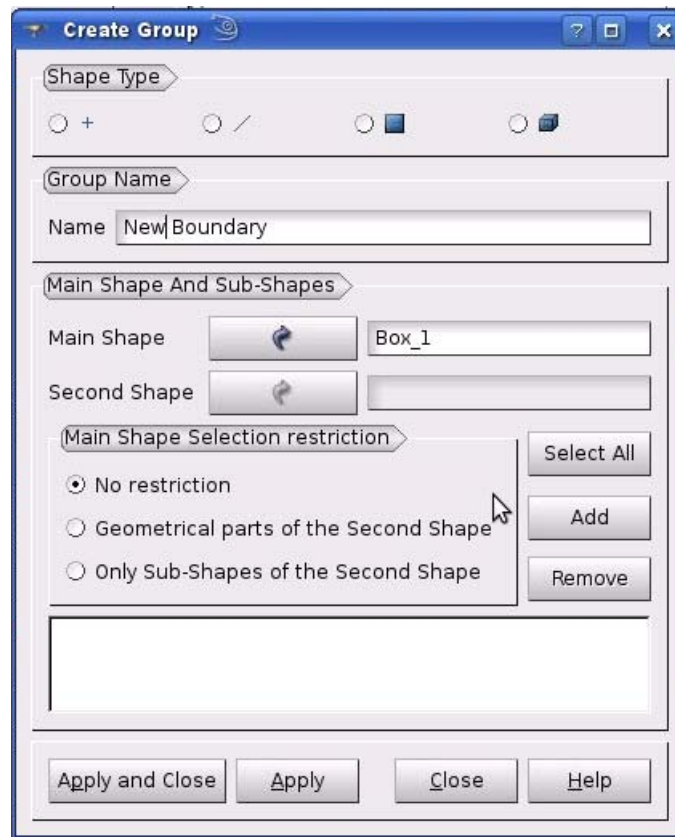 Create Group
Shape Type
Group Name
Name New Boundary
Main Shape And Sub-Shapes
Main Shape Box_1
Second Shape
Main Shape Selection restriction
Select All
No restriction
Add
Geometrical parts of the Second Shape
Only Sub-Shapes of the Second Shape
Remove
Apply and Close Apply Close Help